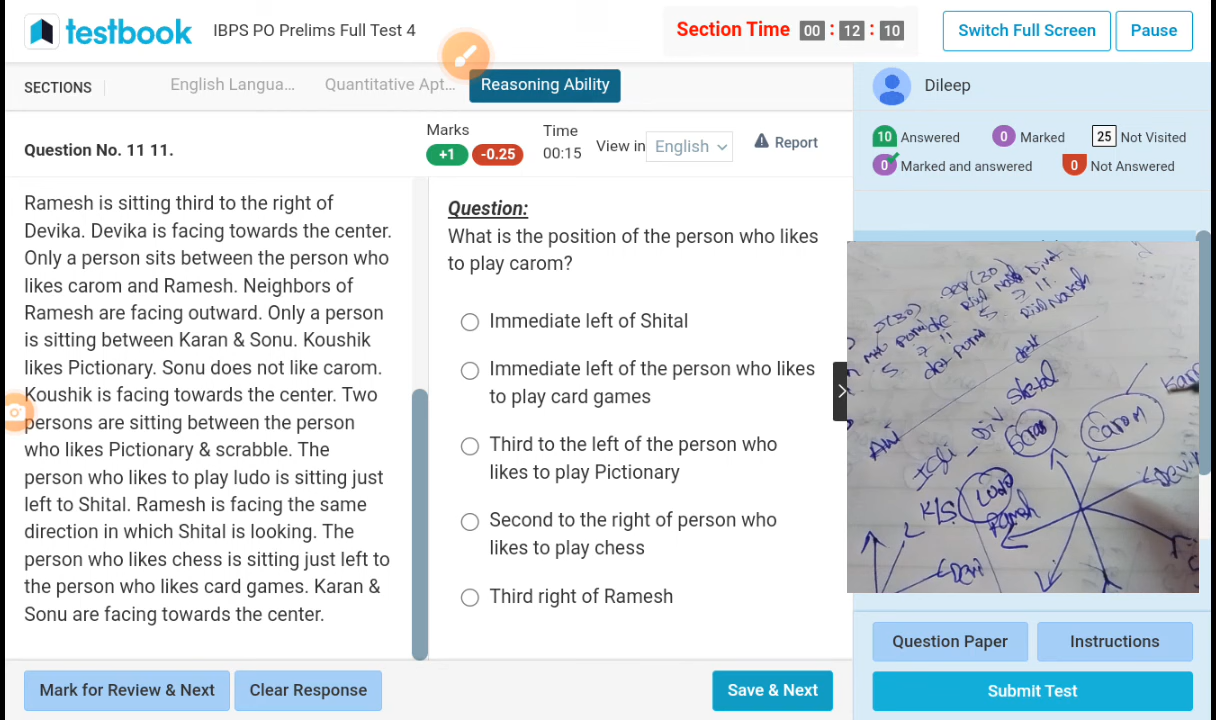 testbook
IBPS PO Prelims Full Test 4
Section Time 00 : 12 : 10
Switch Full Screen
Pause
SECTIONS
English Langua...
Quantitative Apt...
Reasoning Ability
Dileep
Question No. 11 11.
Marks
+1 -0.25
Time
00:15
View in English
Report
10 Answered
0 Marked
25 Not Visited
0 Marked and answered
0 Not Answered
Ramesh is sitting third to the right of
Devika. Devika is facing towards the center.
Only a person sits between the person who
likes carom and Ramesh. Neighbors of
Ramesh are facing outward. Only a person
is sitting between Karan & Sonu. Koushik
likes Pictionary. Sonu does not like carom.
Koushik is facing towards the center. Two
persons are sitting between the person
who likes Pictionary & scrabble. The
person who likes to play ludo is sitting just
left to Shital. Ramesh is facing the same
direction in which Shital is looking. The
person who likes chess is sitting just left to
the person who likes card games. Karan &
Sonu are facing towards the center.
Question:
What is the position of the person who likes
to play carom?
Immediate left of Shital
Immediate left of the person who likes
to play card games
Third to the left of the person who
likes to play Pictionary
Second to the right of person who
likes to play chess
Third right of Ramesh
Carom
K/S
Mark for Review & Next
Clear Response
Save & Next
Question Paper
Instructions
Submit Test